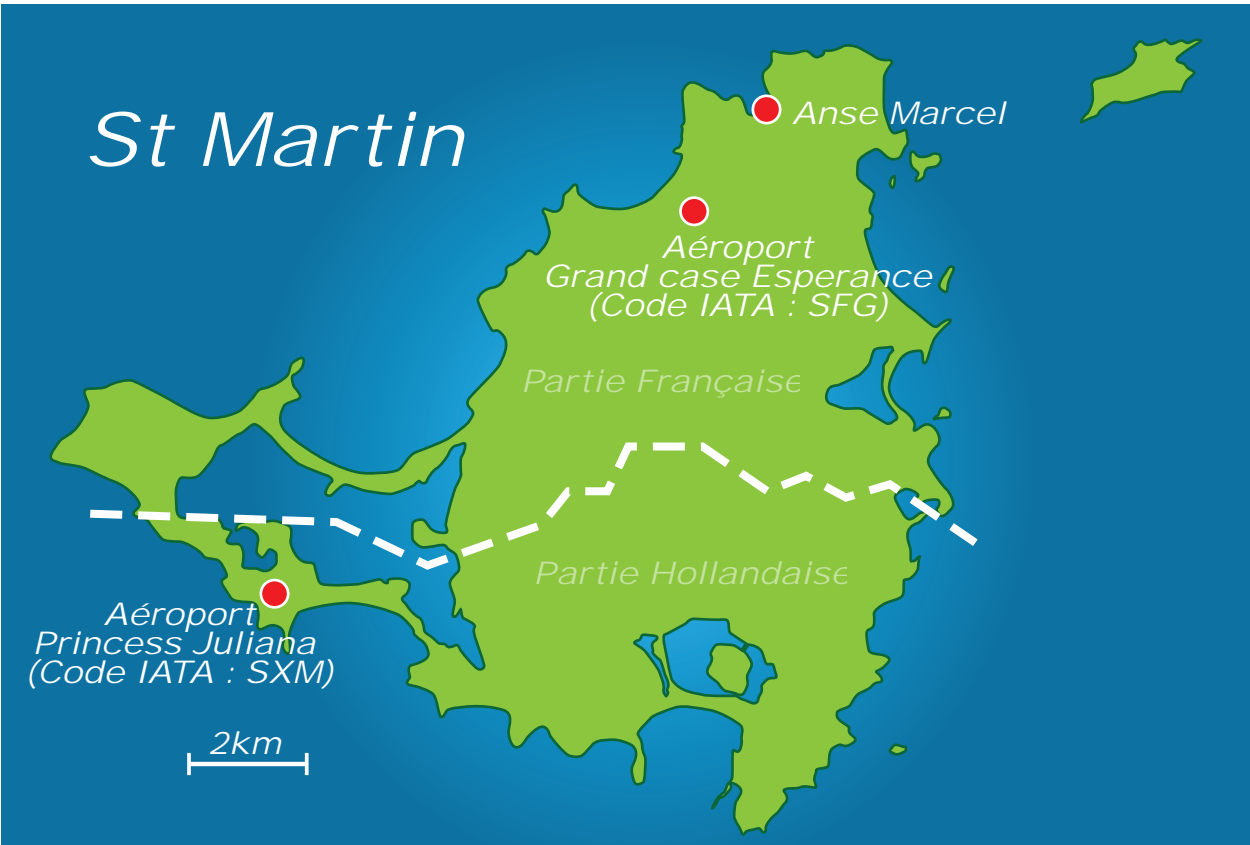 St Martin
Anse Marcel
Aéroport
Grand case Esperance
(Code IATA : SFG)
Partie Française
Partie Hollandaise
Aéroport
Princess Juliana
(Code IATA : SXM)
2km